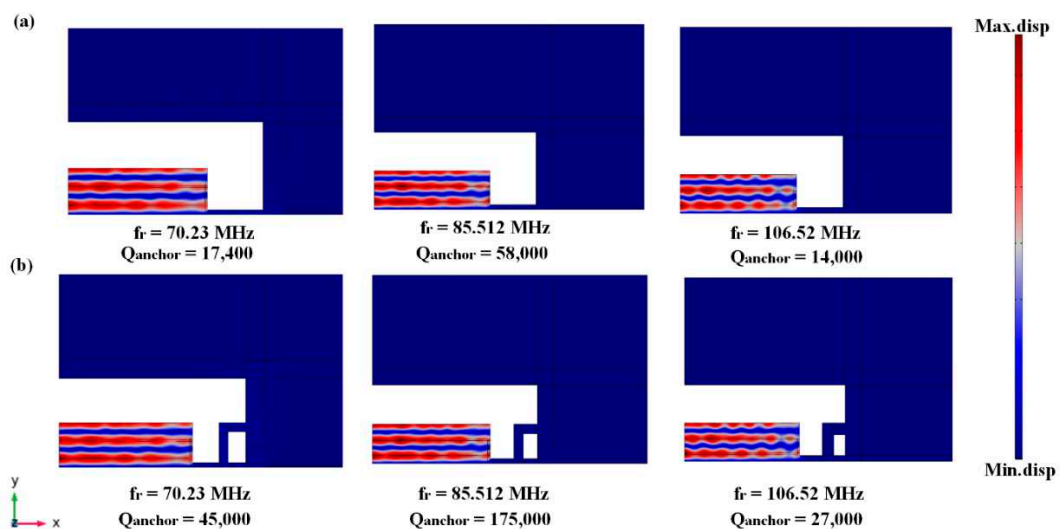 (a)
Max.disp
fr = 70.23 MHz
Qanchor = 17,400
fr = 85.512 MHz
Qanchor = 58,000
fr = 106.52 MHz
Qanchor = 14,000
(b)
Min.disp
fr = 70.23 MHz
Qanchor = 45,000
fr = 85.512 MHz
Qanchor = 175,000
fr = 106.52 MHz
Qanchor = 27,000
y
z
x